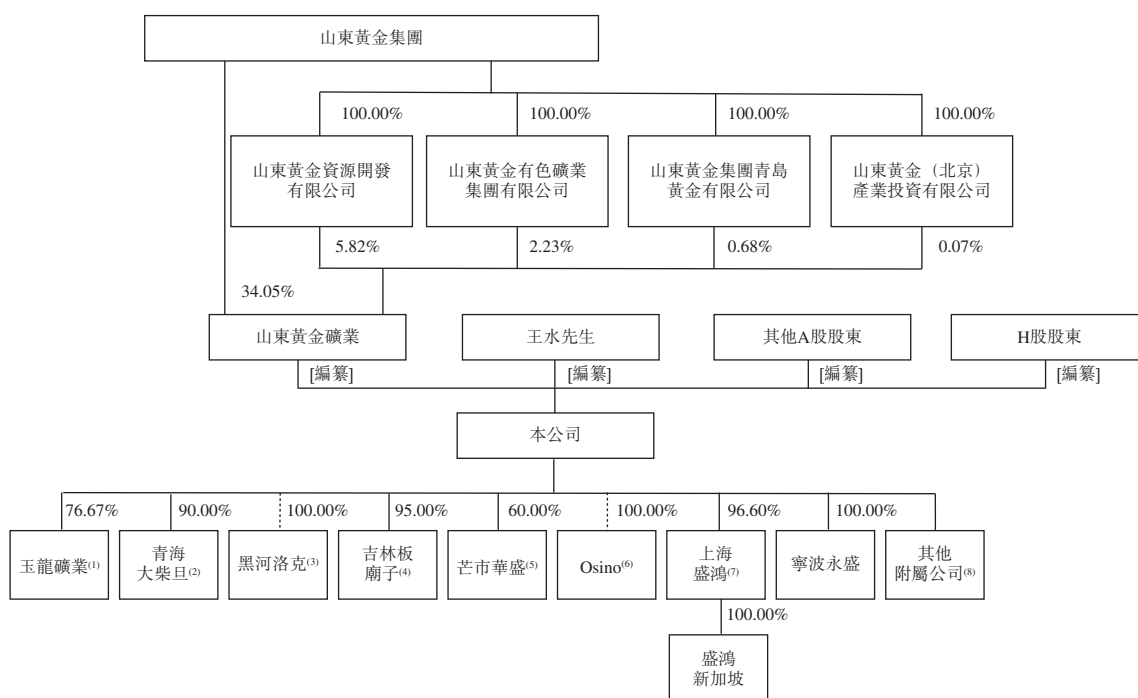 山東黃金集團
100.00%
100.00%
100.00%
100.00%
山東黃金資源開發
有限公司
山東黃金有色礦業
集團有限公司
山東黃金集團青島
黃金有限公司
山東黃金（北京）
產業投資有限公司
5.82%
2.23%
0.68%
0.07%
34.05%
山東黃金礦業
王水先生
其他A股股東
H股股東
[編纂]
[編纂]
[編纂]
[編纂]
本公司
76.67%
90.00%
100.00%
95.00%
60.00%
100.00%
96.60%
100.00%
玉龍礦業(1)
青海
大柴旦(2)
黑河洛克(3)
吉林板
廟子(4)
芒市華盛(5)
Osino(6)
上海
盛鴻(7)
寧波永盛
其他
附屬公司(8)
100.00%
盛鴻
新加坡